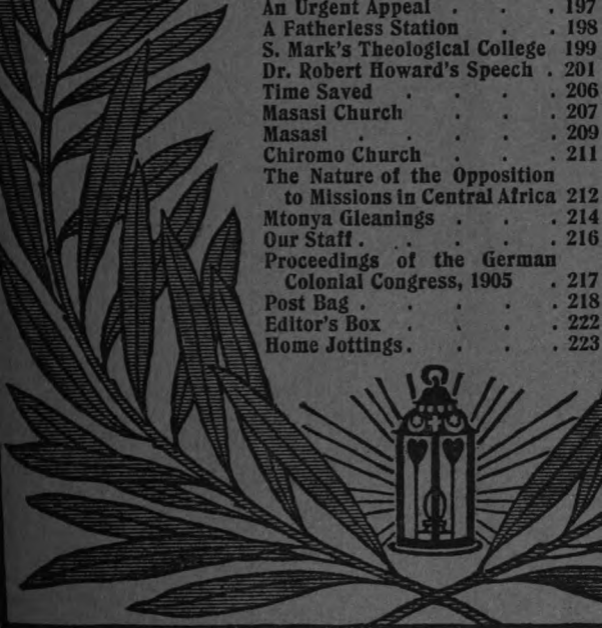 An Urgent Appeal . . . 197
A Fatherless Station . . 198
S. Mark's Theological College 199
Dr. Robert Howard's Speech . 201
Time Saved . . . . 206
Masasi Church . . . 207
Masasi . . . . . 209
Chiromo Church . . . 211
The Nature of the Opposition
to Missions in Central Africa 212
Mtonya Gleanings . . . 214
Our Staff . . . . . 216
Proceedings of the German
Colonial Congress, 1905 . 217
Post Bag . . . . . 218
Editor's Box . . . . 222
Home Jottings . . . . 223